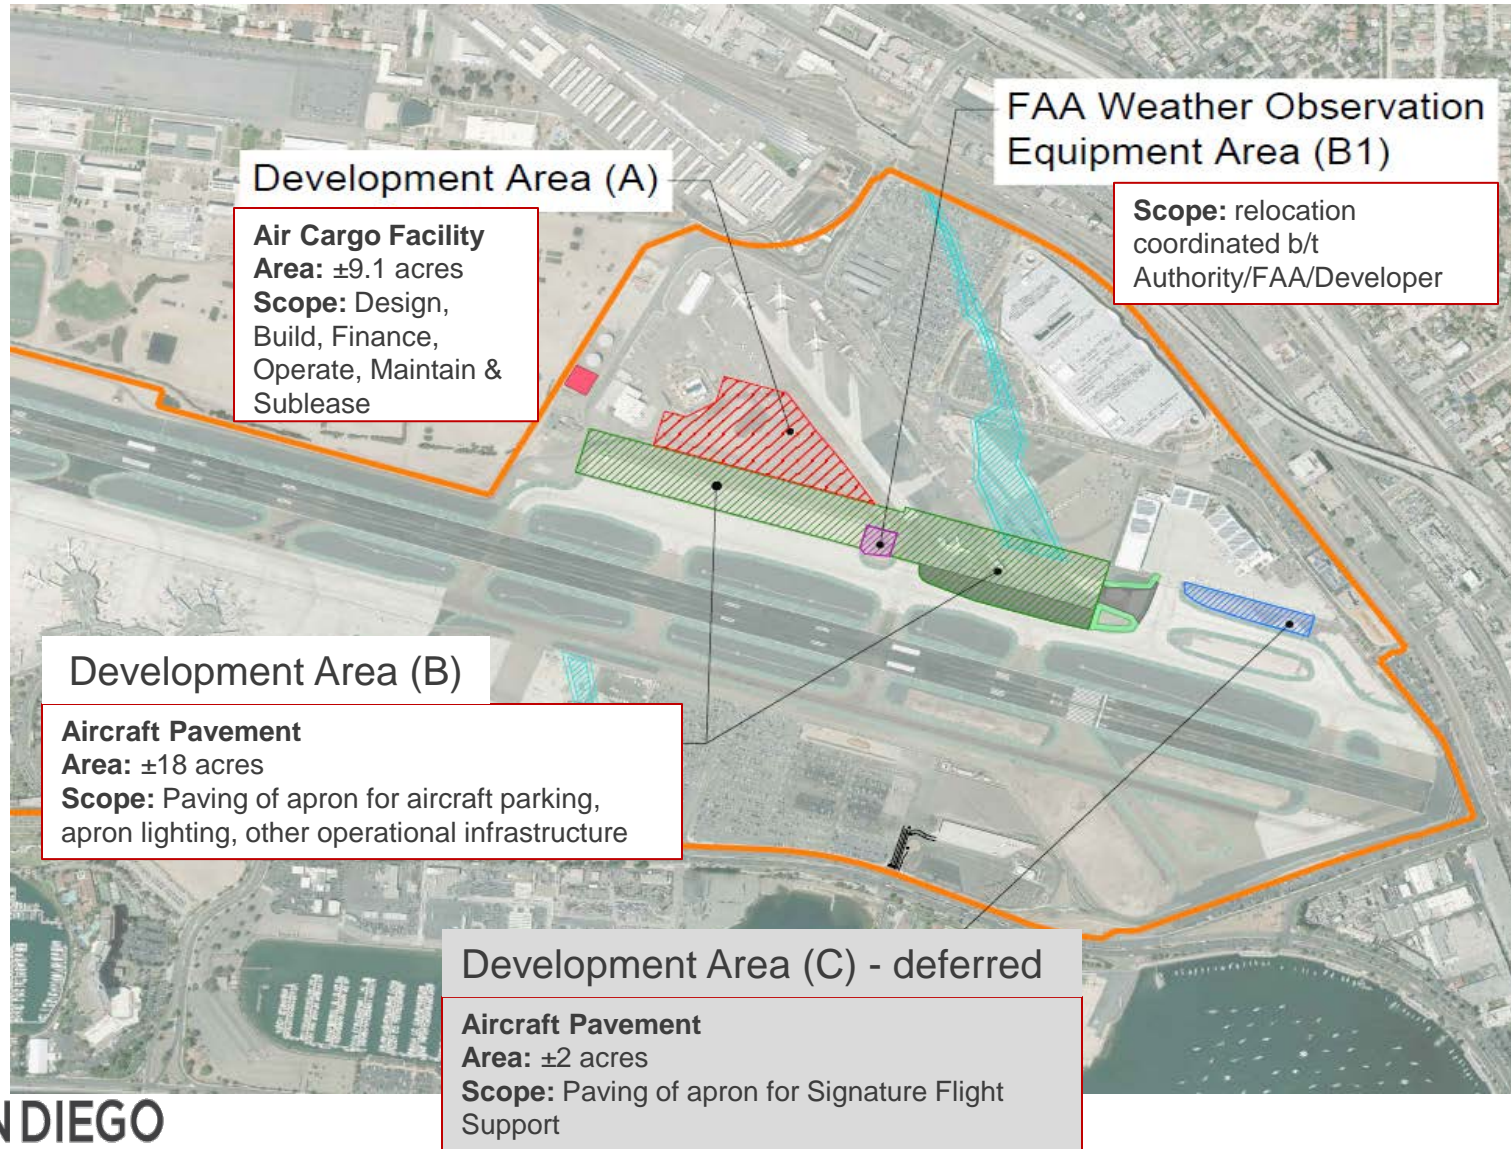 FAA Weather Observation
Equipment Area (B1)
Scope: relocation
coordinated b/t
Authority/FAA/Developer
Development Area (A)
Air Cargo Facility
Area: ±9.1 acres
Scope: Design,
Build, Finance,
Operate, Maintain &
Sublease
Development Area (B)
Aircraft Pavement
Area: ±18 acres
Scope: Paving of apron for aircraft parking,
apron lighting, other operational infrastructure
Development Area (C) - deferred
Aircraft Pavement
Area: ±2 acres
Scope: Paving of apron for Signature Flight
Support
N DIEGO